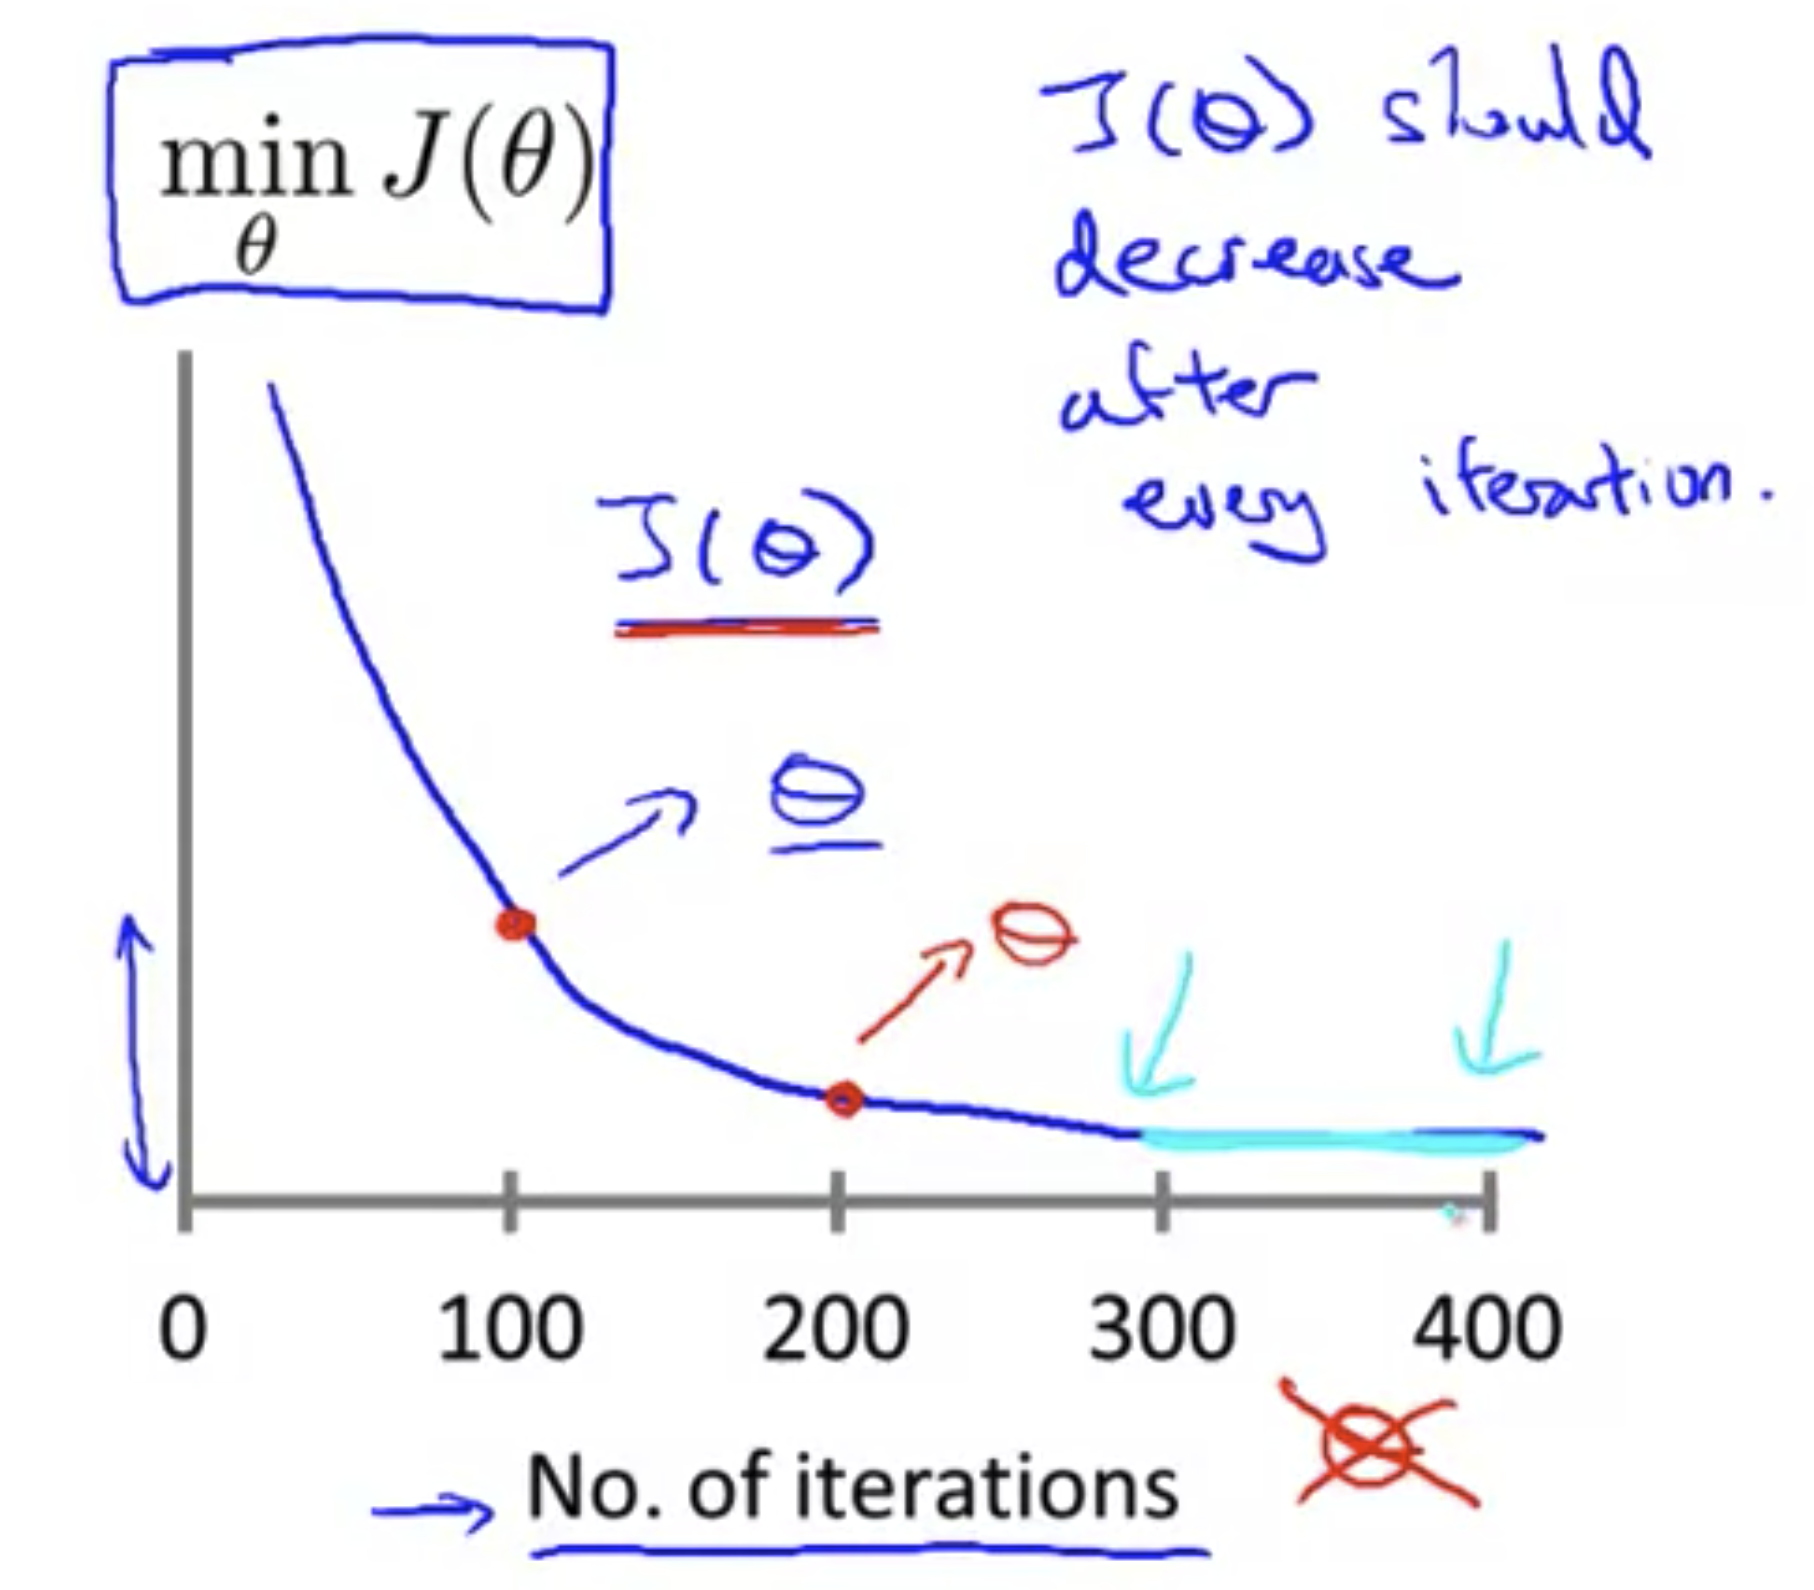 min J(θ)
θ
J(θ) should
decrease
after
every iteration.
J(θ)
θ
θ
0 100 200 300 400
θ
No. of iterations